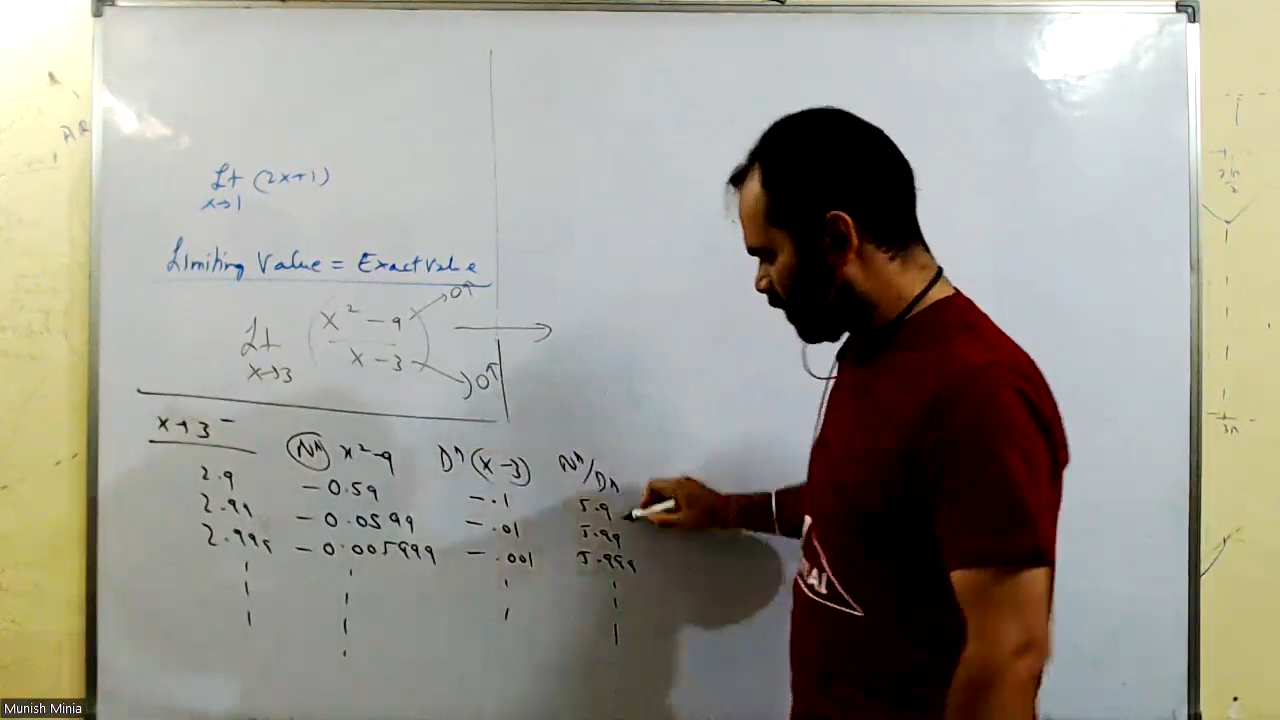 Lt (2x+1)
x→1
Limiting Value = Exact Value
Lt (x² - 9 / x - 3) → 0↑ → 0↑
x→3
x→3⁻ Nʳ x²-9 Dʳ (x-3) Nʳ/Dʳ
2.9 -0.59 -.1 5.9
2.99 -0.0599 -.01 5.99
2.999 -0.005999 -.001 5.999
Munish Minia